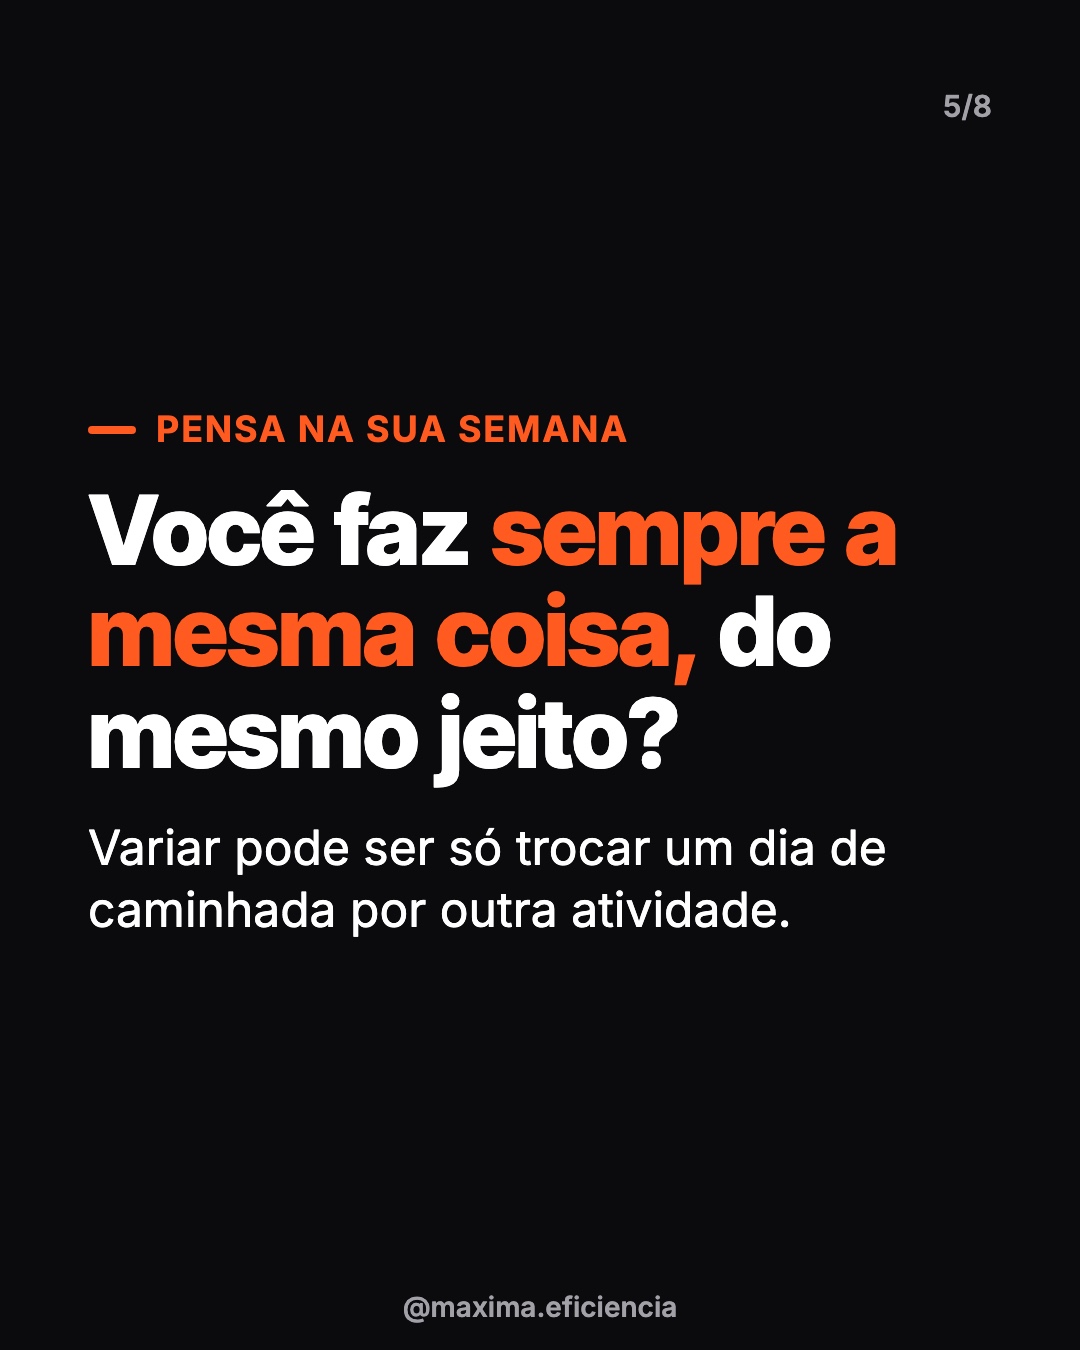 5/8
PENSA NA SUA SEMANA
Você faz sempre a
mesma coisa, do
mesmo jeito?
Variar pode ser só trocar um dia de
caminhada por outra atividade.
@maxima.eficiencia